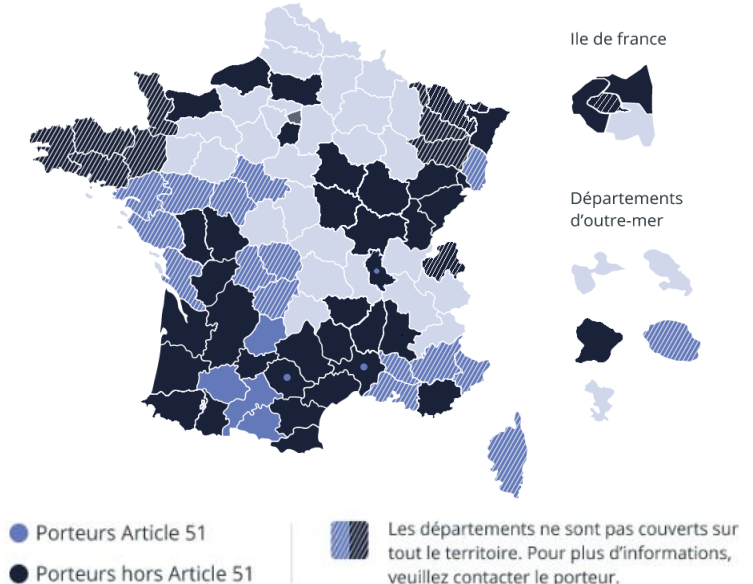 Ile de france
Départements
d'outre-mer
Porteurs Article 51
Porteurs hors Article 51
Les départements ne sont pas couverts sur
tout le territoire. Pour plus d'informations,
veuillez contacter le porteur.